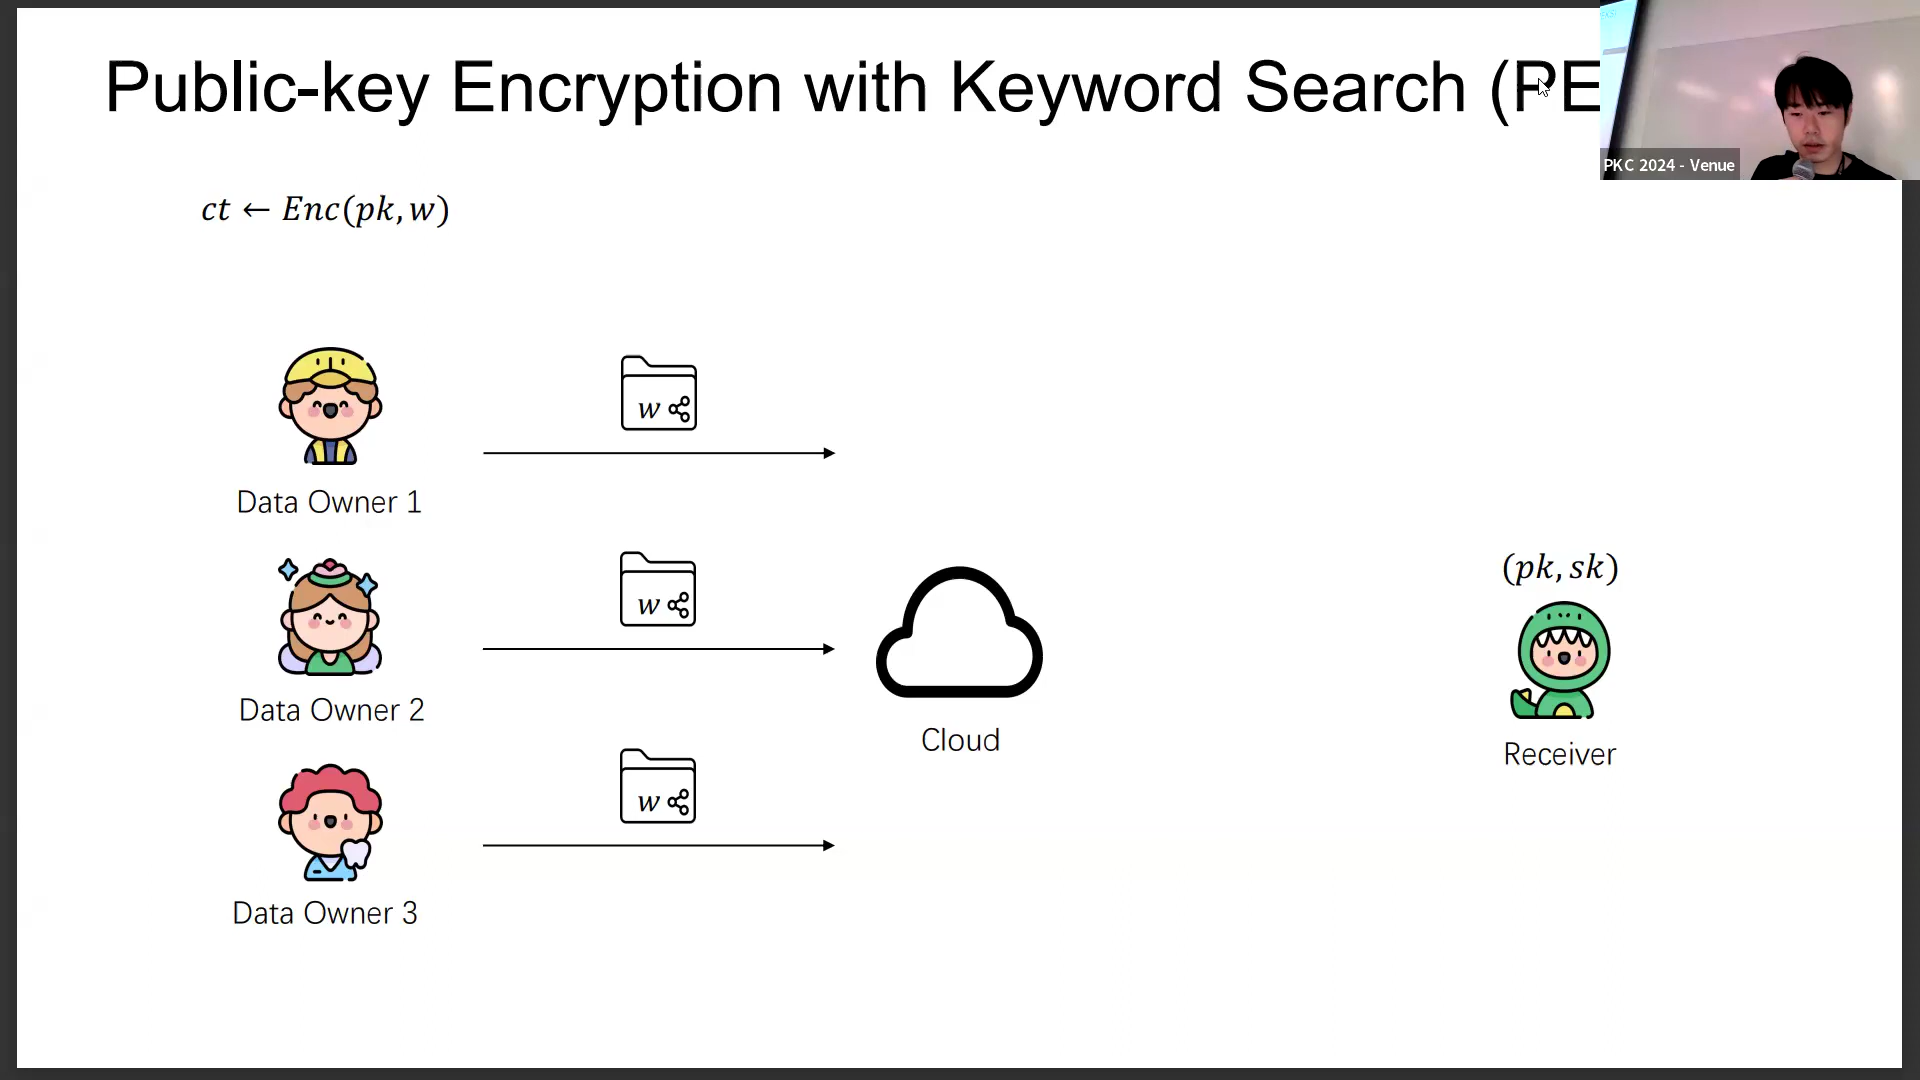 Public-key Encryption with Keyword Search (PE
PKC 2024 - Venue
ct ← Enc(pk, w)
w
Data Owner 1
w
(pk, sk)
Data Owner 2
Cloud
Receiver
w
Data Owner 3